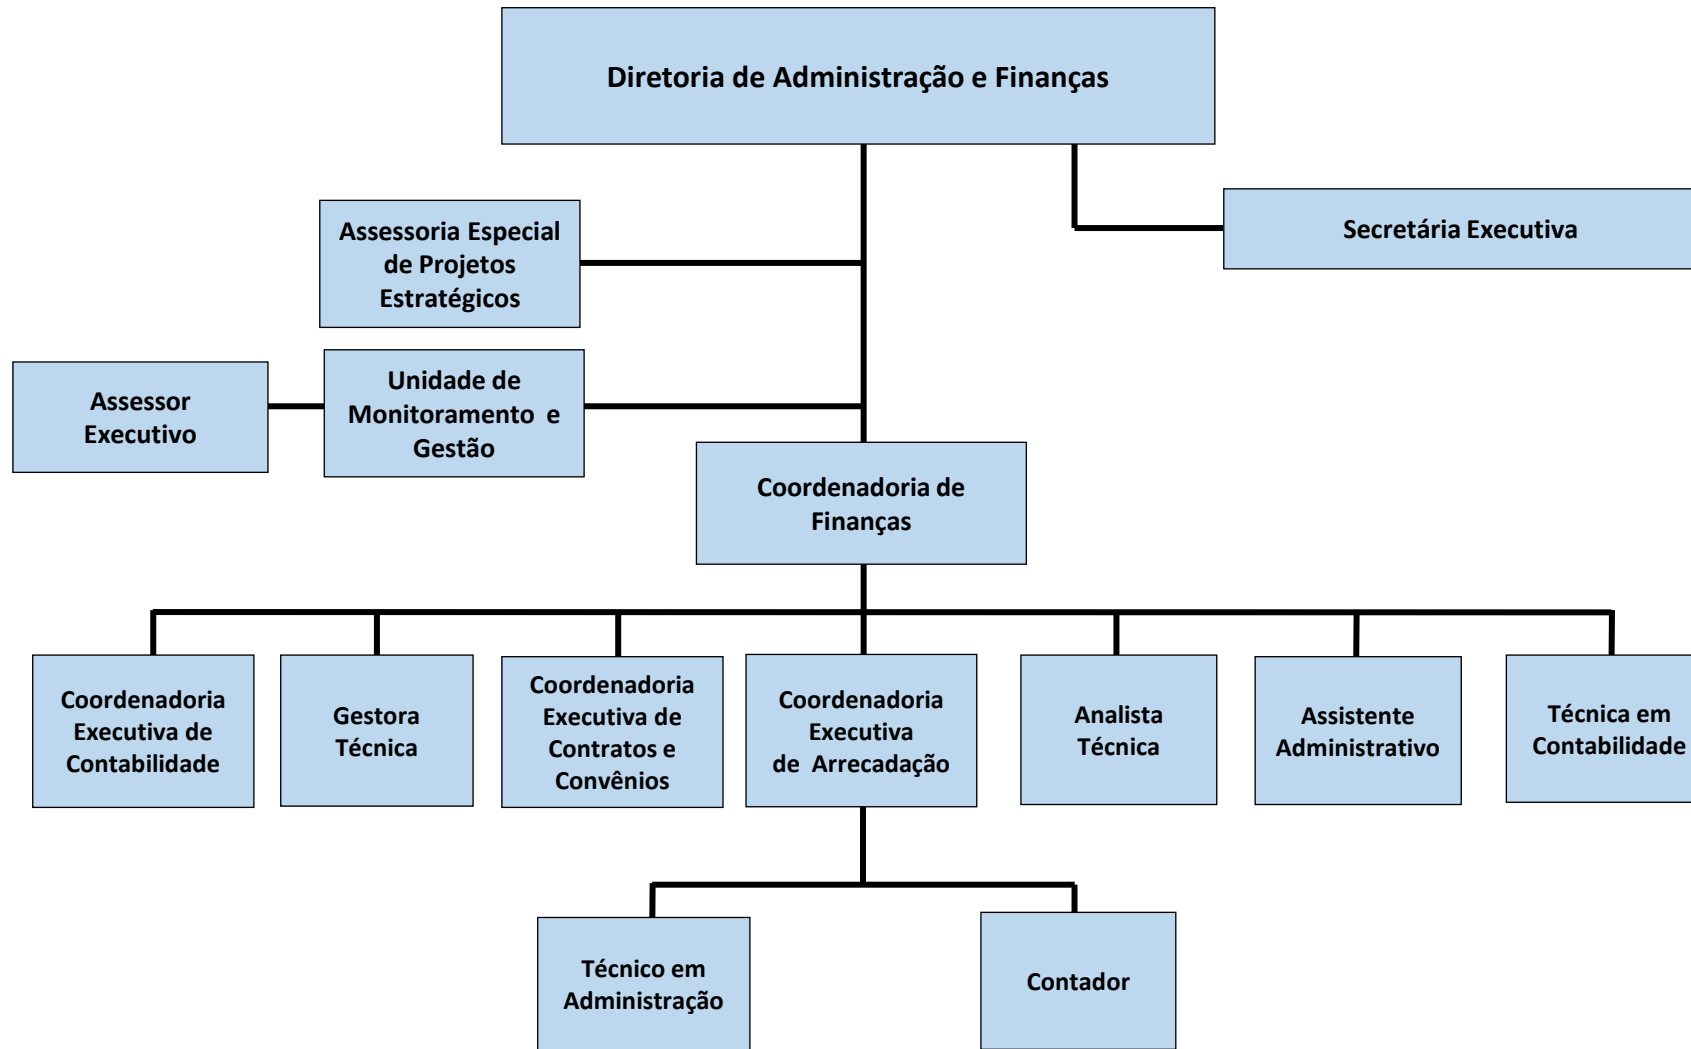 Diretoria de Administração e Finanças
Secretária Executiva
Assessoria Especial
de Projetos
Estratégicos
Assessor
Executivo
Unidade de
Monitoramento e
Gestão
Coordenadoria de
Finanças
Coordenadoria
Executiva de
Contabilidade
Gestora
Técnica
Coordenadoria
Executiva de
Contratos e
Convênios
Coordenadoria
Executiva
de Arrecadação
Analista
Técnica
Assistente
Administrativo
Técnica em
Contabilidade
Técnico em
Administração
Contador